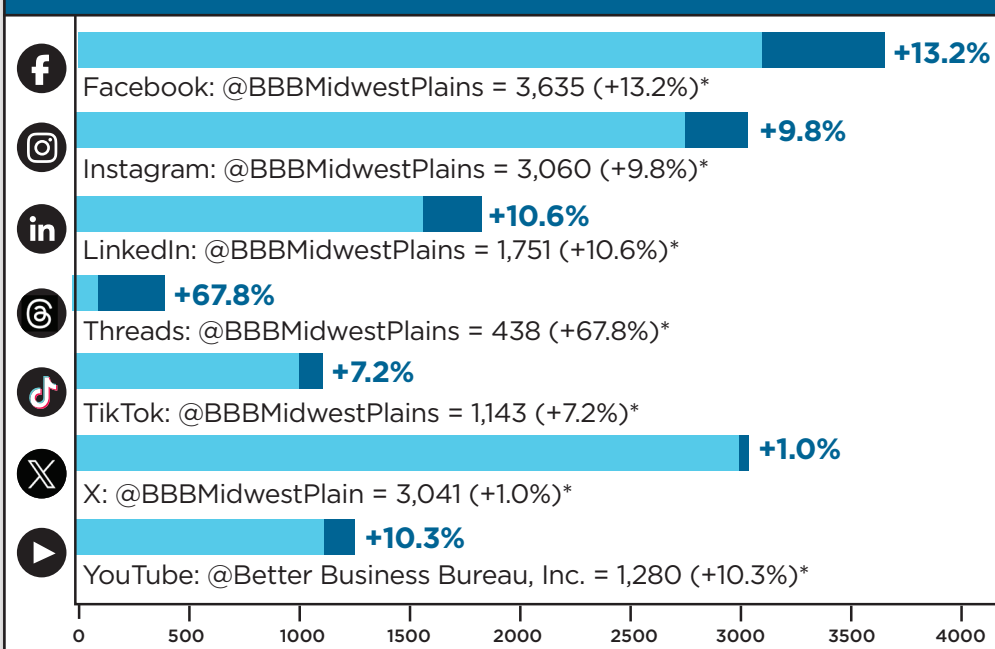 +13.2%
Facebook: @BBBMidwestPlains = 3,635 (+13.2%)*
+9.8%
Instagram: @BBBMidwestPlains = 3,060 (+9.8%)*
in
+10.6%
LinkedIn: @BBBMidwestPlains = 1,751 (+10.6%)*
+67.8%
Threads: @BBBMidwestPlains = 438 (+67.8%)*
+7.2%
TikTok: @BBBMidwestPlains = 1,143 (+7.2%)*
+1.0%
X: @BBBMidwestPlain = 3,041 (+1.0%)*
+10.3%
YouTube: @Better Business Bureau, Inc. = 1,280 (+10.3%)*
0 500 1000 1500 2000 2500 3000 3500 4000